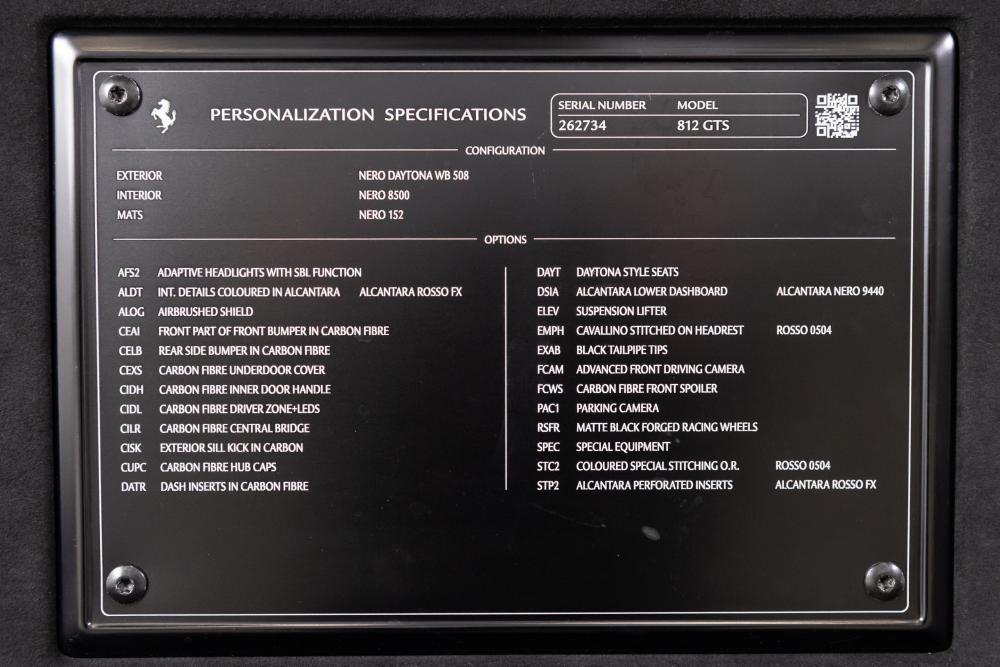 PERSONALIZATION SPECIFICATIONS
SERIAL NUMBER MODEL
262734 812 GTS
CONFIGURATION
EXTERIOR NERO DAYTONA WB 508
INTERIOR NERO 8500
MATS NERO 152
OPTIONS
AFS2 ADAPTIVE HEADLIGHTS WITH SBL FUNCTION
ALDT INT. DETAILS COLOURED IN ALCANTARA ALCANTARA ROSSO FX
ALOG AIRBRUSHED SHIELD
CEAI FRONT PART OF FRONT BUMPER IN CARBON FIBRE
CELB REAR SIDE BUMPER IN CARBON FIBRE
CEXS CARBON FIBRE UNDERDOOR COVER
CIDH CARBON FIBRE INNER DOOR HANDLE
CIDL CARBON FIBRE DRIVER ZONE+LEDS
CILR CARBON FIBRE CENTRAL BRIDGE
CISK EXTERIOR SILL KICK IN CARBON
CUPC CARBON FIBRE HUB CAPS
DATR DASH INSERTS IN CARBON FIBRE
DAYT DAYTONA STYLE SEATS
DSIA ALCANTARA LOWER DASHBOARD ALCANTARA NERO 9440
ELEV SUSPENSION LIFTER
EMPH CAVALLINO STITCHED ON HEADREST ROSSO 0504
EXAB BLACK TAILPIPE TIPS
FCAM ADVANCED FRONT DRIVING CAMERA
FCWS CARBON FIBRE FRONT SPOILER
PAC1 PARKING CAMERA
RSFR MATTE BLACK FORGED RACING WHEELS
SPEC SPECIAL EQUIPMENT
STC2 COLOURED SPECIAL STITCHING O.R. ROSSO 0504
STP2 ALCANTARA PERFORATED INSERTS ALCANTARA ROSSO FX